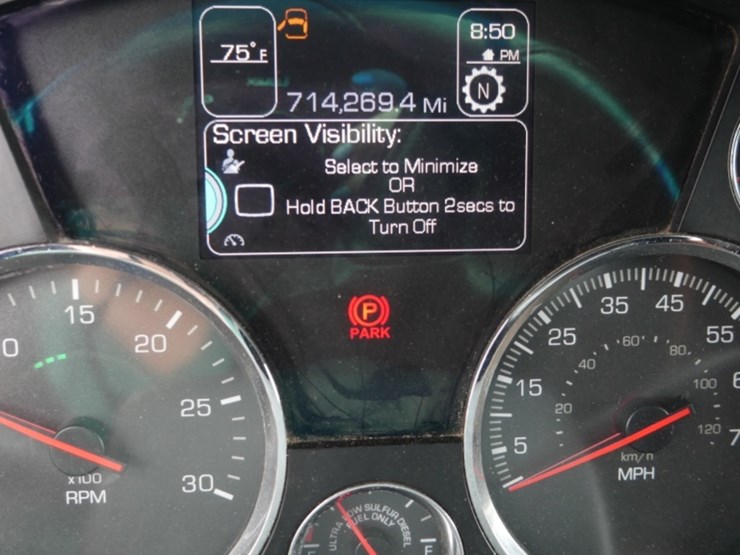 75°F
8:50
PM
714,269.4 Mi
N
Screen Visibility:
Select to Minimize
OR
Hold BACK Button 2secs to
Turn Off
P
PARK
15
20
25
30
x100
RPM
5
15
25
35
45
55
20
40
60
80
100
120
km/h
MPH
ULTRA LOW SULFUR DIESEL
FUEL ONLY
F